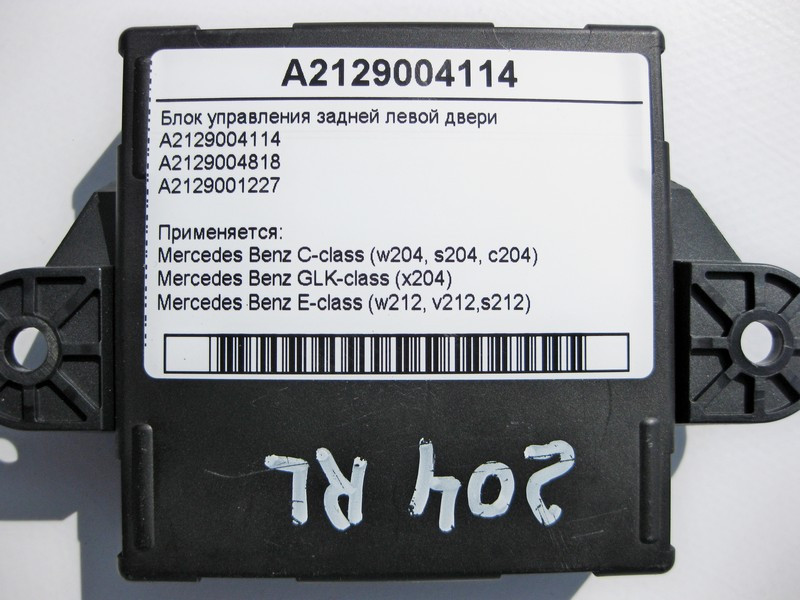 A2129004114
Блок управления задней левой двери
A2129004114
A2129004818
A2129001227
Применяется:
Mercedes Benz C-class (w204, s204, c204)
Mercedes Benz GLK-class (x204)
Mercedes Benz E-class (w212, v212,s212)
204 RL